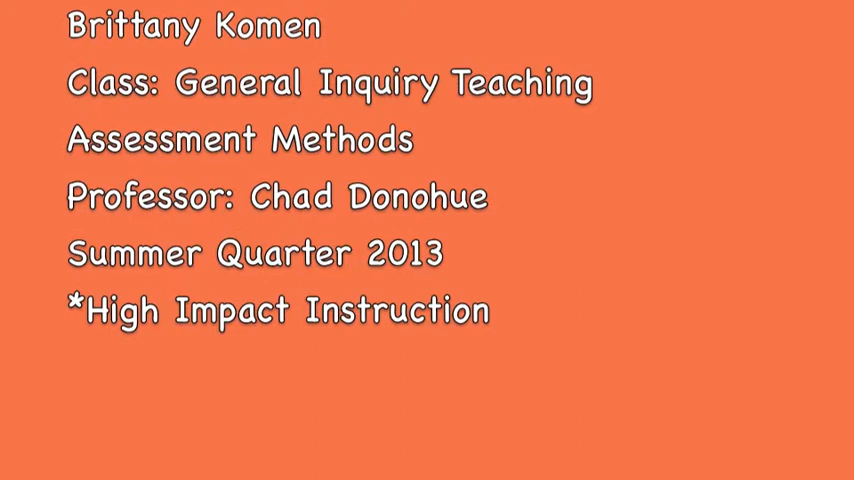 Brittany Komen
Class: General Inquiry Teaching
Assessment Methods
Professor: Chad Donohue
Summer Quarter 2013
*High Impact Instruction